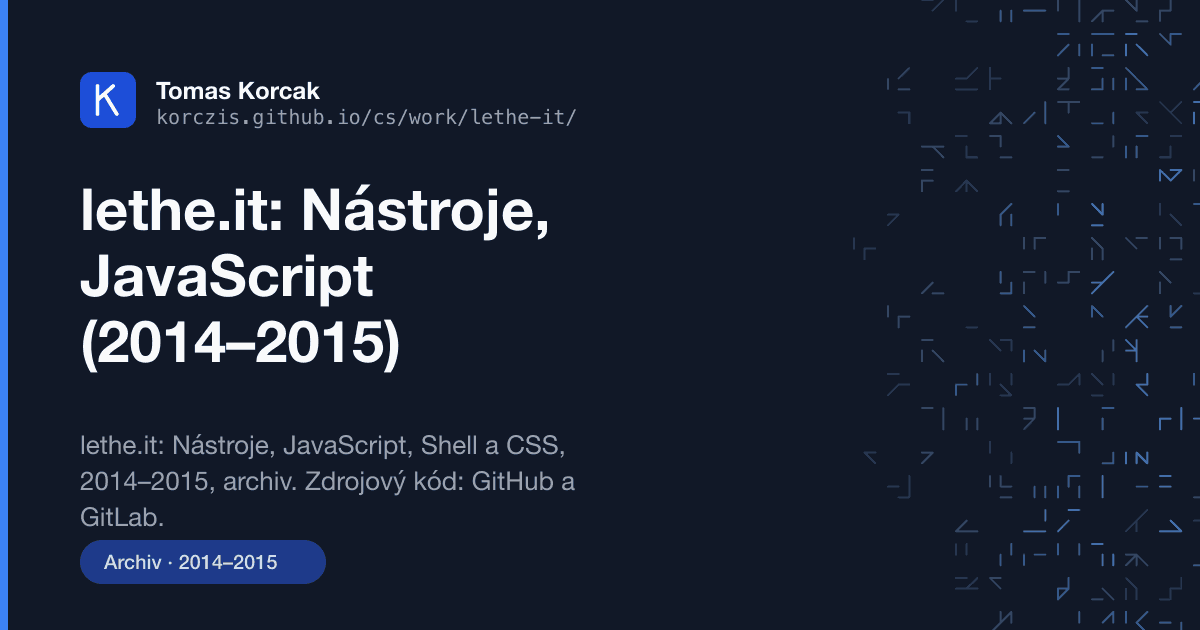 Tomas Korcak
korczis.github.io/cs/work/lethe-it/
lethe.it: Nástroje,
JavaScript
(2014–2015)
lethe.it: Nástroje, JavaScript, Shell a CSS,
2014–2015, archiv. Zdrojový kód: GitHub a
GitLab.
Archiv · 2014–2015